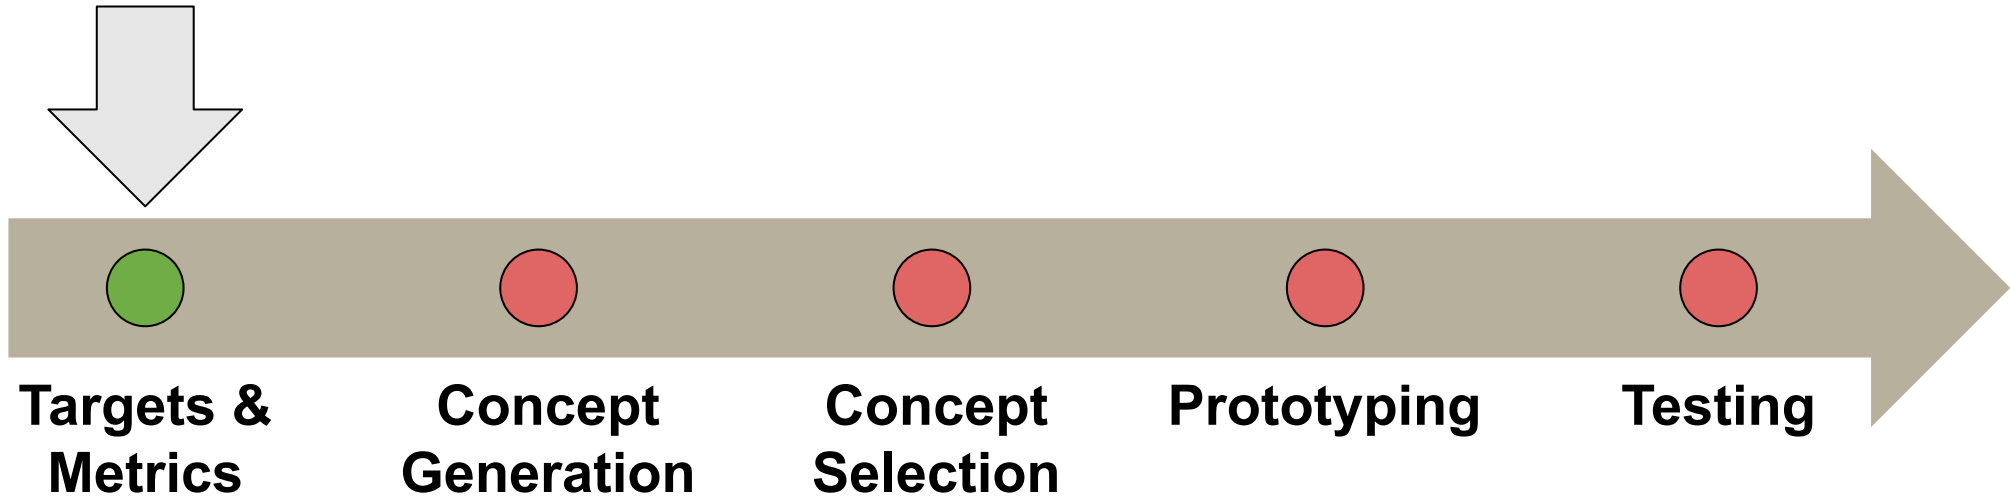 Targets &
Metrics
Concept
Generation
Concept
Selection
Prototyping
Testing